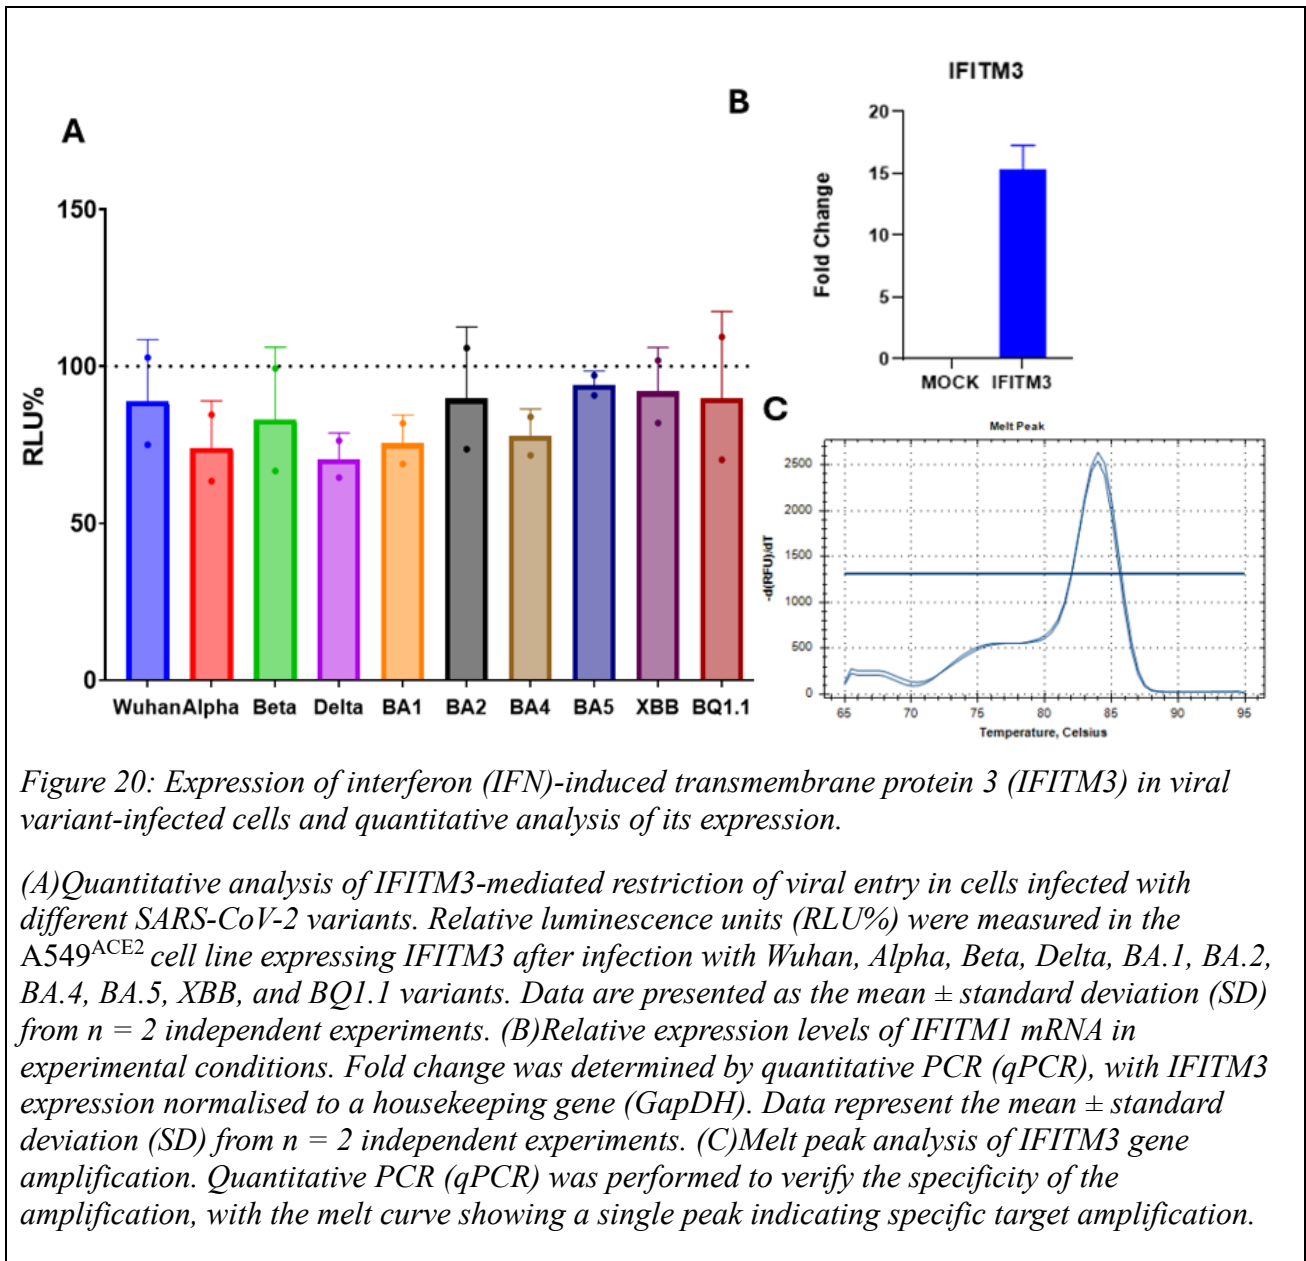 A
150
100
50
0
RLU%
WuhanAlpha Beta Delta BA1 BA2 BA4 BA5 XBB BQ1.1
B
IFITM3
20
15
10
5
0
Fold Change
MOCK IFITM3
C
Melt Peak
2500
2000
1500
1000
500
0
-d(RFU)/dT
65 70 75 80 85 90 95
Temperature, Celsius
Figure 20: Expression of interferon (IFN)-induced transmembrane protein 3 (IFITM3) in viral
variant-infected cells and quantitative analysis of its expression.
(A)Quantitative analysis of IFITM3-mediated restriction of viral entry in cells infected with
different SARS-CoV-2 variants. Relative luminescence units (RLU%) were measured in the
A549ACE2 cell line expressing IFITM3 after infection with Wuhan, Alpha, Beta, Delta, BA.1, BA.2,
BA.4, BA.5, XBB, and BQ1.1 variants. Data are presented as the mean ± standard deviation (SD)
from n = 2 independent experiments. (B)Relative expression levels of IFITM1 mRNA in
experimental conditions. Fold change was determined by quantitative PCR (qPCR), with IFITM3
expression normalised to a housekeeping gene (GapDH). Data represent the mean ± standard
deviation (SD) from n = 2 independent experiments. (C)Melt peak analysis of IFITM3 gene
amplification. Quantitative PCR (qPCR) was performed to verify the specificity of the
amplification, with the melt curve showing a single peak indicating specific target amplification.